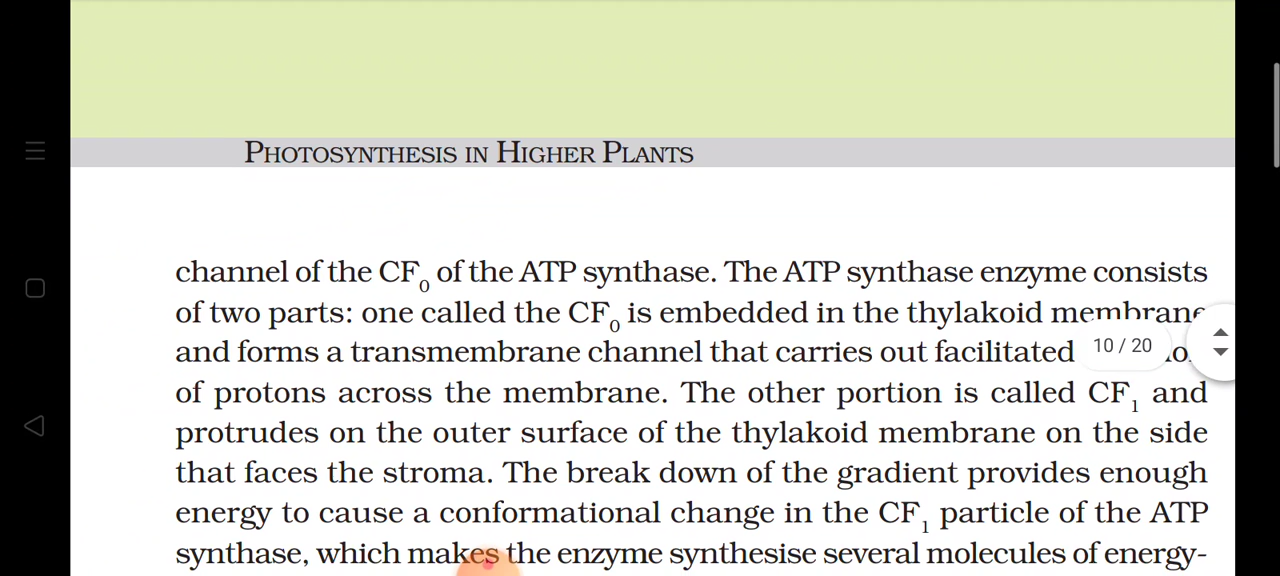 PHOTOSYNTHESIS IN HIGHER PLANTS
channel of the CF0 of the ATP synthase. The ATP synthase enzyme consists
of two parts: one called the CF0 is embedded in the thylakoid membrane
and forms a transmembrane channel that carries out facilitated
10 / 20
of protons across the membrane. The other portion is called CF1 and
protrudes on the outer surface of the thylakoid membrane on the side
that faces the stroma. The break down of the gradient provides enough
energy to cause a conformational change in the CF1 particle of the ATP
synthase, which makes the enzyme synthesise several molecules of energy-